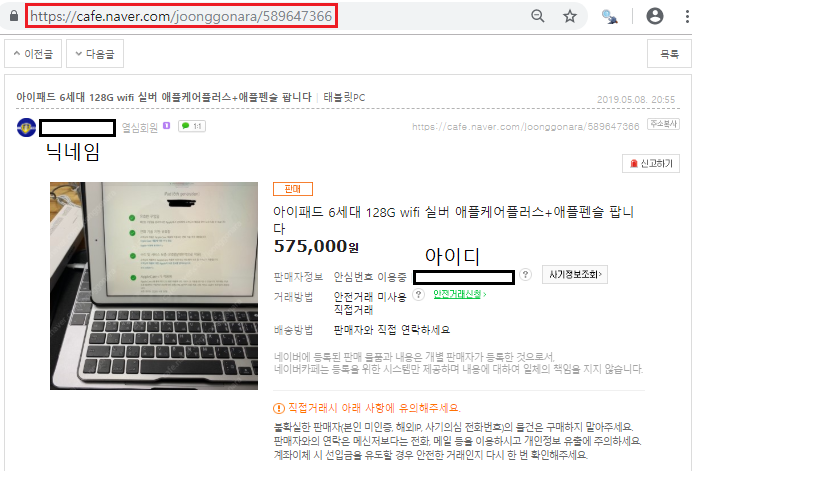 https://cafe.naver.com/joonggonara/589647366
이전글 다음글 목록
아이패드 6세대 128G wifi 실버 애플케어플러스+애플펜슬 팝니다 | 태블릿PC 2019.05.08. 20:55
열심회원 1:1 https://cafe.naver.com/joonggonara/589647366 주소복사
닉네임
신고하기
판매
아이패드 6세대 128G wifi 실버 애플케어플러스+애플펜슬 팝니
다
575,000원
아이디
판매자정보 안심번호 이용중 ? 사기정보조회
거래방법 안전거래 미사용 ? 안전거래신청
직접거래
배송방법 판매자와 직접 연락하세요
네이버에 등록된 판매 물품과 내용은 개별 판매자가 등록한 것으로서,
네이버카페는 등록을 위한 시스템만 제공하며 내용에 대하여 일체의 책임을 지지 않습니다.
직접거래시 아래 사항에 유의해주세요.
불확실한 판매자(본인 미인증, 해외IP, 사기의심 전화번호)의 물건은 구매하지 말아주세요.
판매자와의 연락은 메신저보다는 전화, 메일 등을 이용하시고 개인정보 유출에 주의하세요.
계좌이체 시 선입금을 유도할 경우 안전한 거래인지 다시 한 번 확인해주세요.